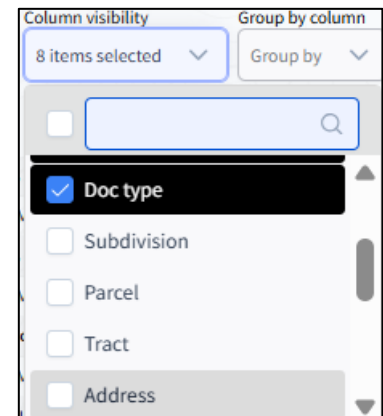 Column visibility Group by column
8 items selected Group by
Doc type
Subdivision
Parcel
Tract
Address